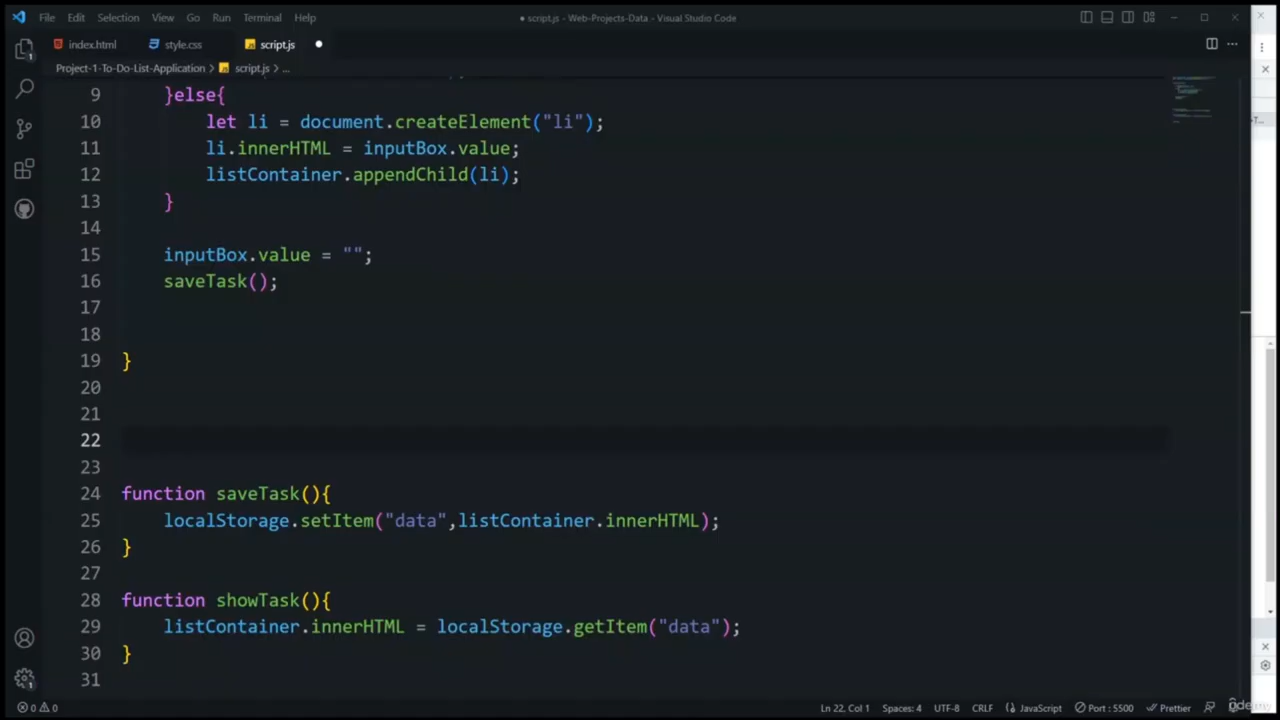 File Edit Selection View Go Run Terminal Help
● script.js - Web-Projects-Data - Visual Studio Code
index.html style.css script.js
Project-1-To-Do-List-Application > script.js > ...
9 }else{
10 let li = document.createElement("li");
11 li.innerHTML = inputBox.value;
12 listContainer.appendChild(li);
13 }
14
15 inputBox.value = "";
16 saveTask();
17
18
19 }
20
21
22
23
24 function saveTask(){
25 localStorage.setItem("data",listContainer.innerHTML);
26 }
27
28 function showTask(){
29 listContainer.innerHTML = localStorage.getItem("data");
30 }
31
0 0 Ln 22, Col 1 Spaces: 4 UTF-8 CRLF JavaScript Port : 5500 Prettier
udemy